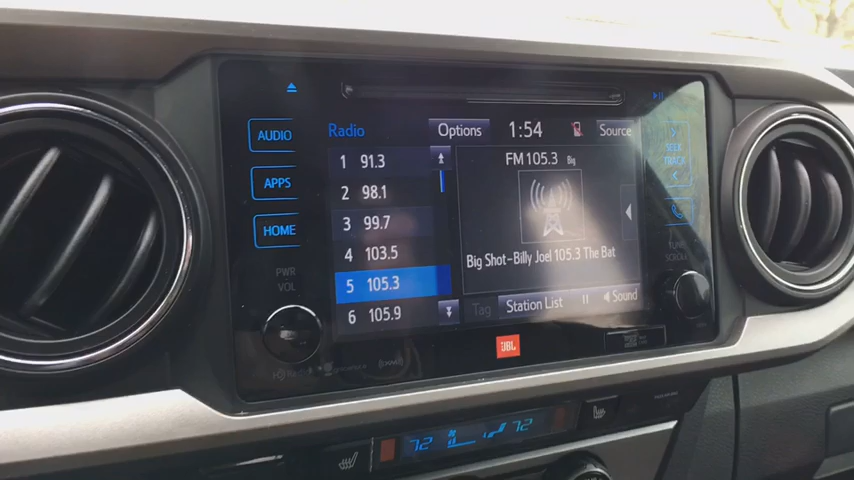 AUDIO
APPS
HOME
PWR
VOL
Radio
Options
1:54
Source
1 91.3
2 98.1
3 99.7
4 103.5
5 105.3
6 105.9
FM 105.3 Big
Big Shot-Billy Joel 105.3 The Bat
Tag
Station List
Sound
SEEK
TRACK
TUNE
SCROLL
JBL
72
72